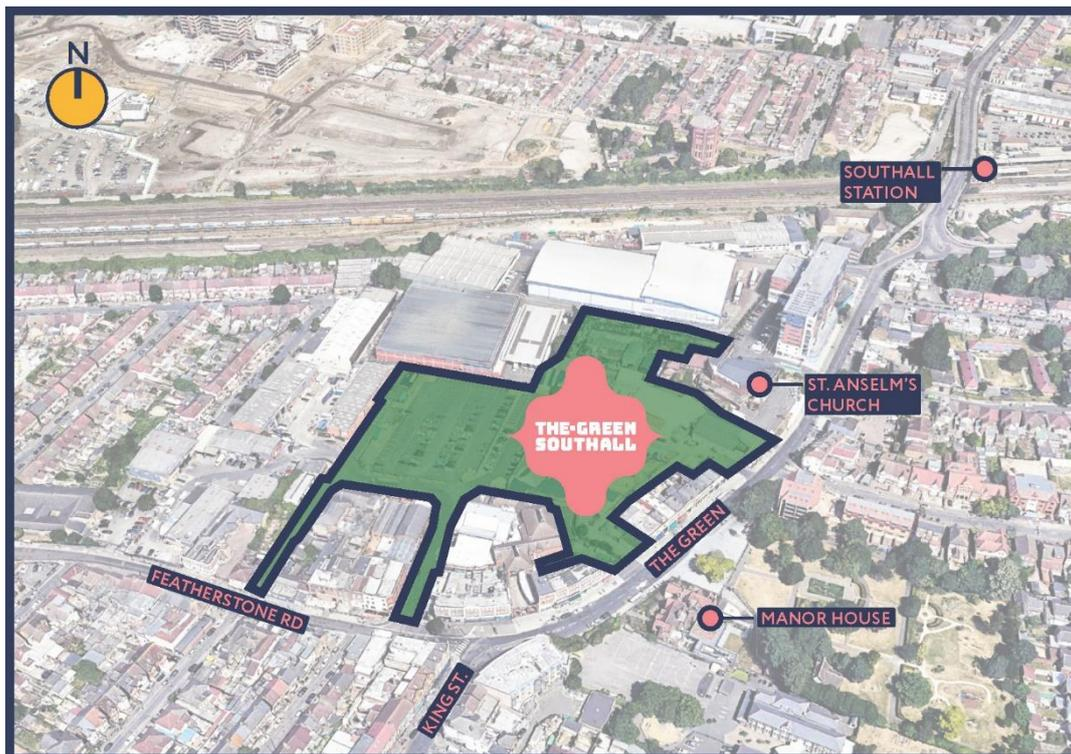 N
SOUTHALL
STATION
ST. ANSELM'S
CHURCH
THE•GREEN
SOUTHALL
THE GREEN
FEATHERSTONE RD
MANOR HOUSE
KING ST.